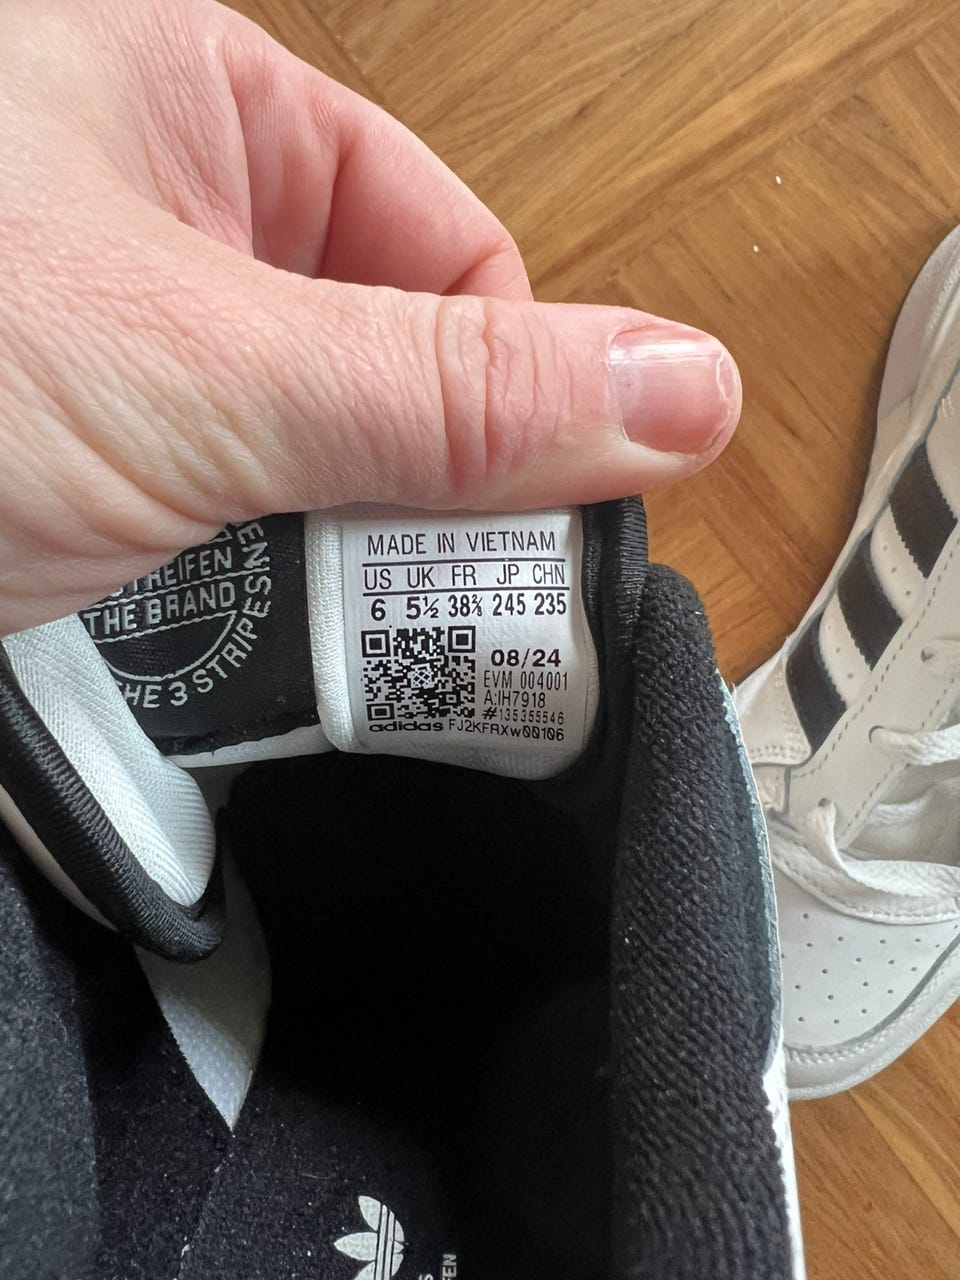 MADE IN VIETNAM
US UK FR JP CHN
6 5½ 38⅔ 245 235
08/24
EVM 004001
A:IH7918
#135355546
adidas FJ2KFRXW00106
STREIFEN
THE BRAND
THE 3 STRIPES